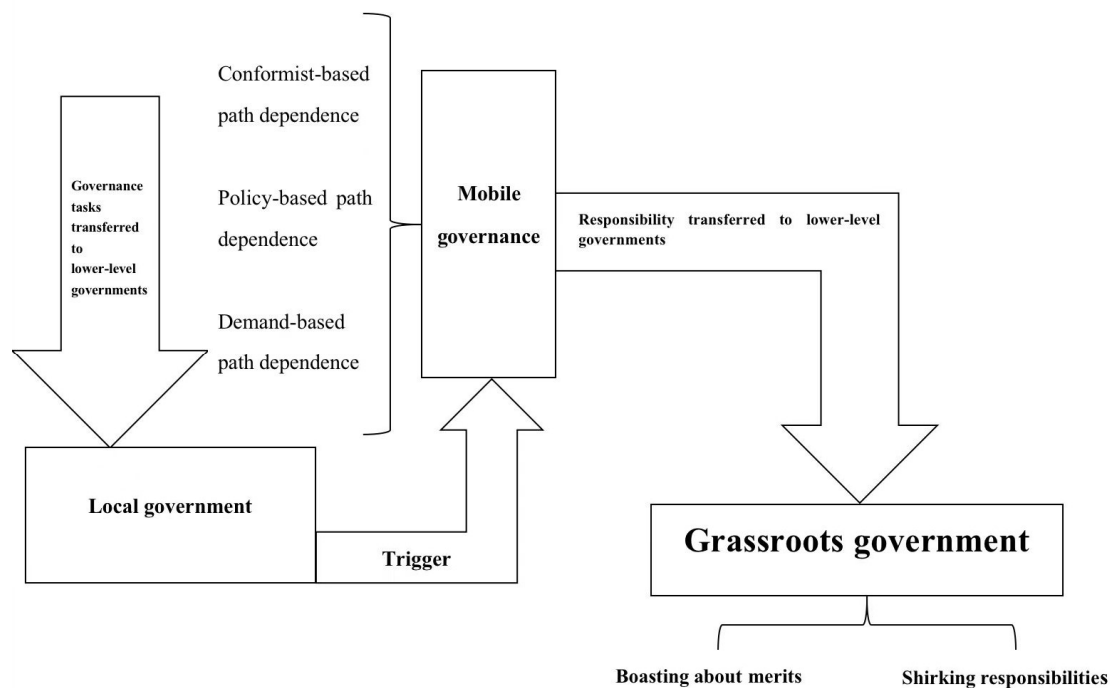 Conformist-based
path dependence
Governance
tasks
transferred
to
lower-level
governments
Policy-based path
dependence
Demand-based
path dependence
Mobile
governance
Responsibility transferred to lower-level
governments
Local government
Trigger
Grassroots government
Boasting about merits
Shirking responsibilities